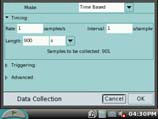 Mode: Time Based
Timing
Rate: 1 samples/s Interval: 1 s/sample
Length: 900 s
Samples to be collected: 901
Triggering
Advanced
Data Collection Cancel OK
04:30PM